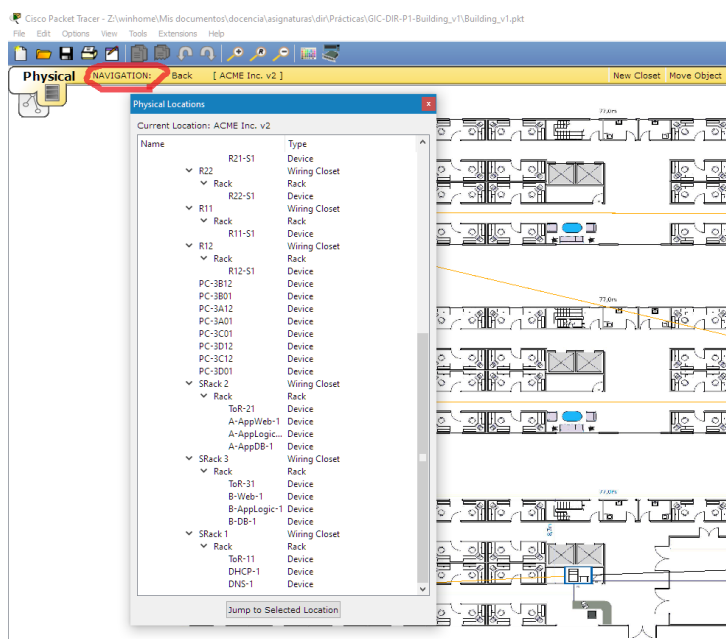 Cisco Packet Tracer - Z:\winhome\Mis documentos\docencia\asignaturas\dir\Prácticas\GIC-DIR-P1-Building_v1\Building_v1.pkt
File Edit Options View Tools Extensions Help
Physical NAVIGATION: Back [ ACME Inc. v2 ] New Closet Move Object
Physical Locations x
Current Location: ACME Inc. v2
Name Type
R21-S1 Device
R22 Wiring Closet
Rack Rack
R22-S1 Device
R11 Wiring Closet
Rack Rack
R11-S1 Device
R12 Wiring Closet
Rack Rack
R12-S1 Device
PC-3B12 Device
PC-3B01 Device
PC-3A12 Device
PC-3A01 Device
PC-3C01 Device
PC-3D12 Device
PC-3C12 Device
PC-3D01 Device
SRack 2 Wiring Closet
Rack Rack
ToR-21 Device
A-AppWeb-1 Device
A-AppLogic... Device
A-AppDB-1 Device
SRack 3 Wiring Closet
Rack Rack
ToR-31 Device
B-Web-1 Device
B-AppLogic-1 Device
B-DB-1 Device
SRack 1 Wiring Closet
Rack Rack
ToR-11 Device
DHCP-1 Device
DNS-1 Device
Jump to Selected Location
77,0m
77,0m
77,0m